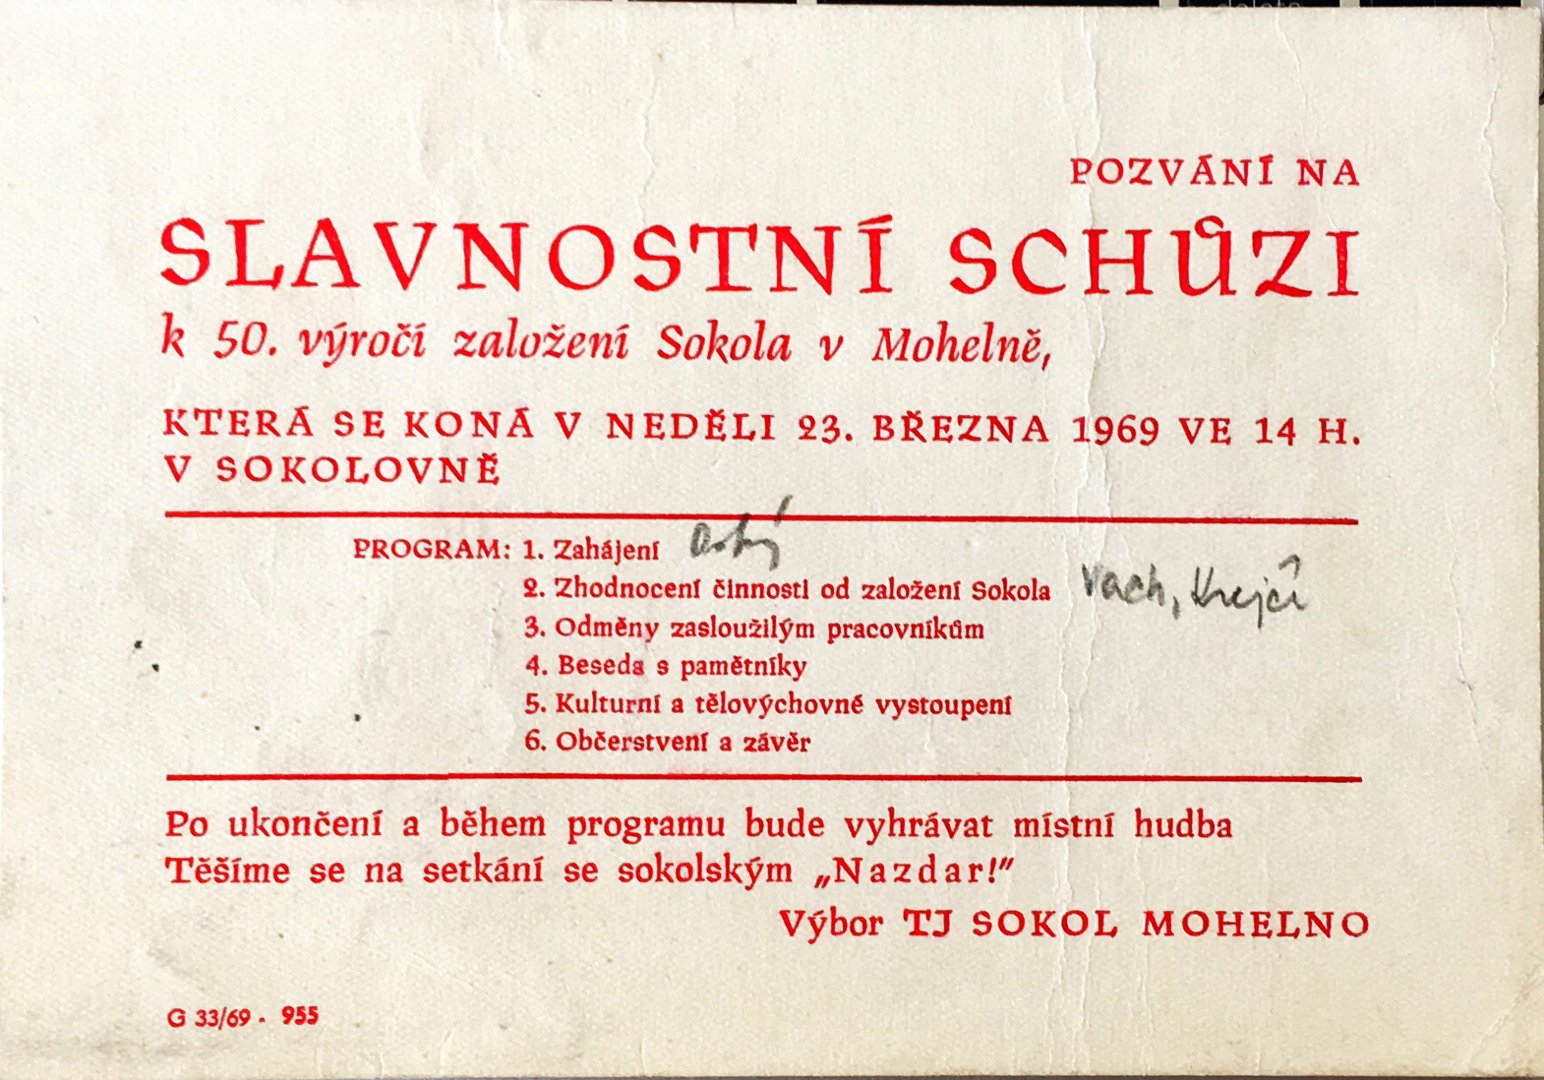 POZVÁNÍ NA
SLAVNOSTNÍ SCHŮZI
k 50. výročí založení Sokola v Mohelně,
KTERÁ SE KONÁ V NEDĚLI 23. BŘEZNA 1969 VE 14 H.
V SOKOLOVNĚ
PROGRAM: 1. Zahájení
2. Zhodnocení činnosti od založení Sokola Vach, Krejčí
3. Odměny zasloužilým pracovníkům
4. Beseda s pamětníky
5. Kulturní a tělovýchovné vystoupení
6. Občerstvení a závěr
Po ukončení a během programu bude vyhrávat místní hudba
Těšíme se na setkání se sokolským „Nazdar!"
Výbor TJ SOKOL MOHELNO
G 33/69 - 955